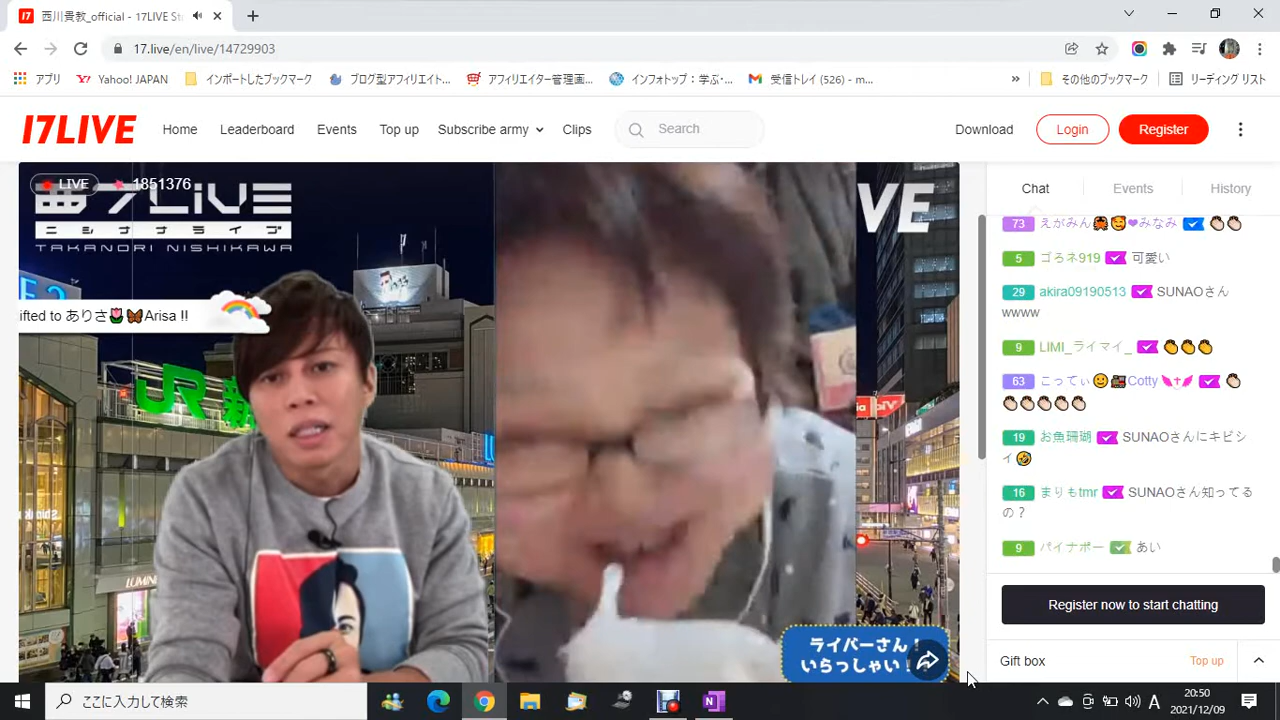 西川貴教_official - 17LIVE St
17.live/en/live/14729903
アプリ
Yahoo! JAPAN
インポートしたブックマーク
ブログ型アフィリエイト...
アフィリエイター管理画...
インフォトップ：学ぶ・...
受信トレイ (526) - m...
»
その他のブックマーク
リーディング リスト
17LIVE
Home
Leaderboard
Events
Top up
Subscribe army
Clips
Search
Download
Login
Register
LIVE
1851376
西7LiVE
ニシナナライブ
TAKANORI NISHIKAWA
VE
ifted to ありさ🌷🦋Arisa !!
JR新
LUMIN
ライバーさん!
いらっしゃい!
Chat
Events
History
73 えがみん🦀🥰❤みなみ 👏🏻👏🏻
5 ゴろネ919 可愛い
29 akira09190513 SUNAOさん
wwww
9 LIMI_ライマイ_ 👏👏👏
63 こってぃ🙂🚂Cotty 👏🏻
👏🏻👏🏻👏🏻👏🏻👏🏻
19 お魚珊瑚 SUNAOさんにキビシ
イ🤣
16 まりもtmr SUNAOさん知ってる
の？
9 パイナポー あい
Register now to start chatting
Gift box
Top up
ここに入力して検索
A
20:50
2021/12/09